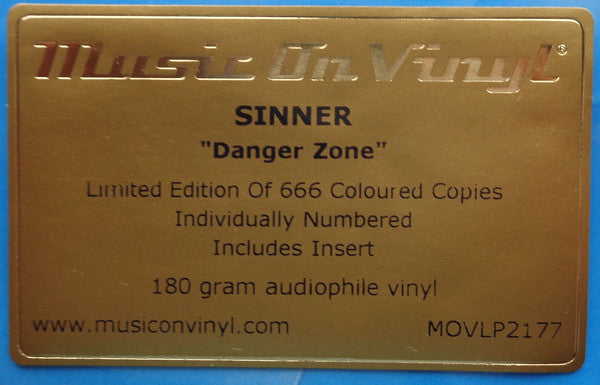 Music On Vinyl®
SINNER
"Danger Zone"
Limited Edition Of 666 Coloured Copies
Individually Numbered
Includes Insert
180 gram audiophile vinyl
www.musiconvinyl.com MOVLP2177